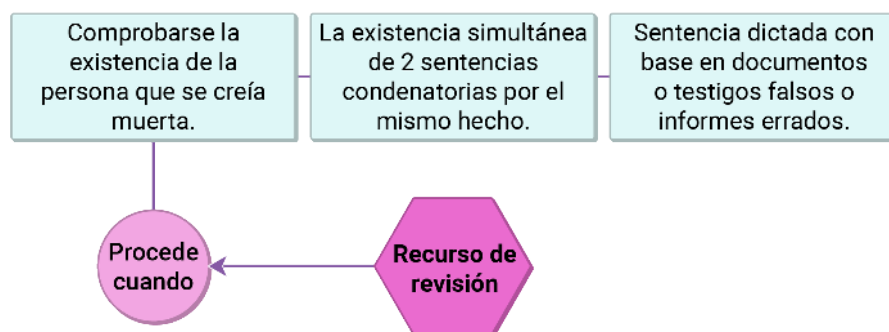 Comprobarse la
existencia de la
persona que se creía
muerta.
La existencia simultánea
de 2 sentencias
condenatorias por el
mismo hecho.
Sentencia dictada con
base en documentos
o testigos falsos o
informes errados.
Procede
cuando
Recurso de
revisión